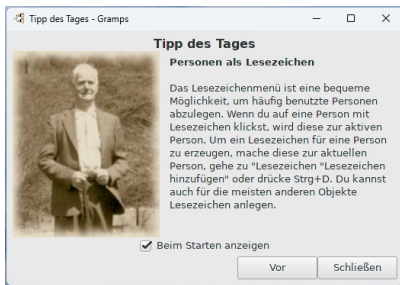 Tipp des Tages - Gramps
Tipp des Tages
Personen als Lesezeichen
Das Lesezeichenmenü ist eine bequeme
Möglichkeit, um häufig benutzte Personen
abzulegen. Wenn du auf eine Person mit
Lesezeichen klickst, wird diese zur aktiven
Person. Um ein Lesezeichen für eine Person
zu erzeugen, mache diese zur aktuellen
Person, gehe zu "Lesezeichen "Lesezeichen
hinzufügen" oder drücke Strg+D. Du kannst
auch für die meisten anderen Objekte
Lesezeichen anlegen.
Beim Starten anzeigen
Vor
Schließen